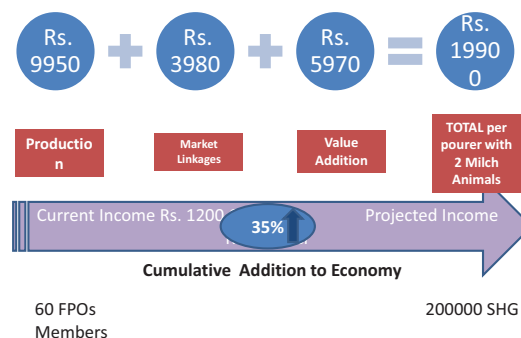 Rs.
9950
Rs.
3980
Rs.
5970
Rs.
1990
0
Productio
n
Market
Linkages
Value
Addition
TOTAL per
pourer with
2 Milch
Animals
Current Income Rs. 1200
35%
Projected Income
Cumulative Addition to Economy
60 FPOs
Members
200000 SHG